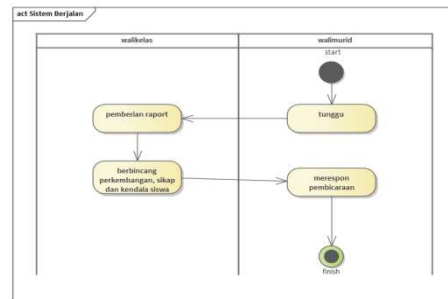 act Sistem Berjalan
walikelas
walimurid
start
tunggu
pemberian raport
berbincang
perkembangan, sikap
dan kendala siswa
merespon
pembicaraan
finish